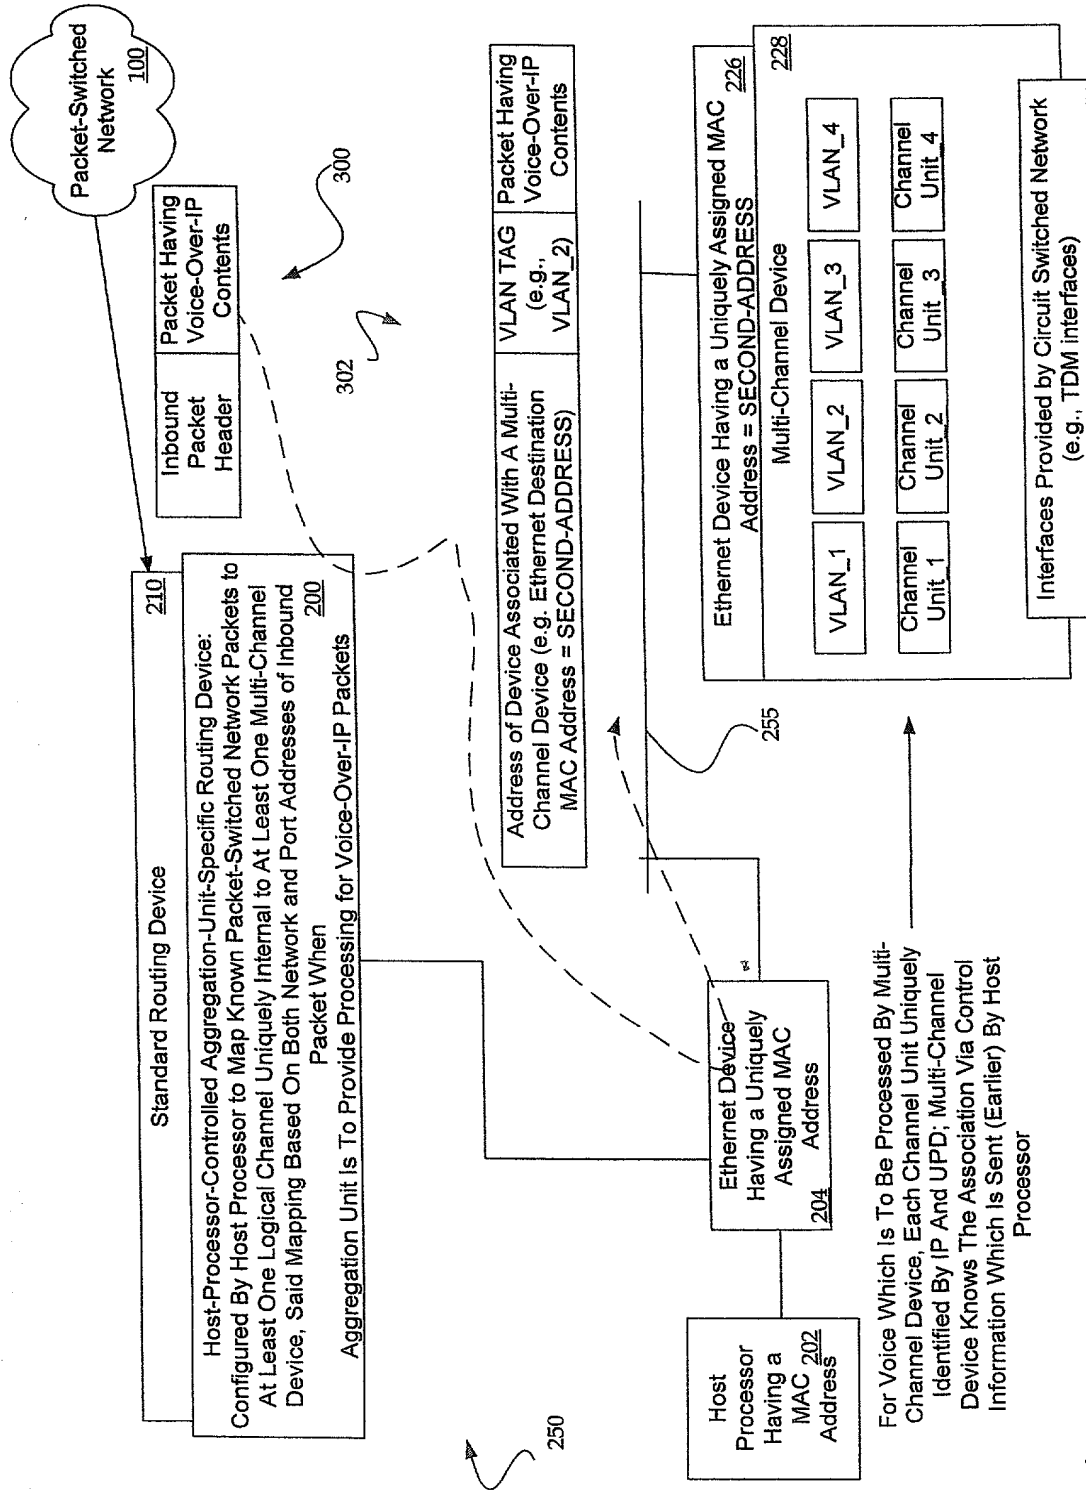 Packet-Switched
Network
100
Standard Routing Device
210
Host-Processor-Controlled Aggregation-Unit-Specific Routing Device:
Configured By Host Processor to Map Known Packet-Switched Network Packets to
At Least One Logical Channel Uniquely Internal to At Least One Multi-Channel
Device, Said Mapping Based On Both Network and Port Addresses of Inbound
Packet When
200
Aggregation Unit Is To Provide Processing for Voice-Over-IP Packets
Inbound
Packet
Header
Packet Having
Voice-Over-IP
Contents
300
302
250
Address of Device Associated With A Multi-
Channel Device (e.g. Ethernet Destination
MAC Address = SECOND-ADDRESS)
VLAN TAG
(e.g.,
VLAN_2)
Packet Having
Voice-Over-IP
Contents
255
Host
Processor
Having a
MAC 202
Address
Ethernet Device
Having a Uniquely
Assigned MAC
Address
204
Ethernet Device Having a Uniquely Assigned MAC
Address = SECOND-ADDRESS
226
Multi-Channel Device
228
VLAN_1
VLAN_2
VLAN_3
VLAN_4
Channel
Unit_1
Channel
Unit_2
Channel
Unit_3
Channel
Unit_4
Interfaces Provided by Circuit Switched Network
(e.g., TDM interfaces)
For Voice Which Is To Be Processed By Multi-
Channel Device, Each Channel Unit Uniquely
Identified By IP And UPD; Multi-Channel
Device Knows The Association Via Control
Information Which Is Sent (Earlier) By Host
Processor